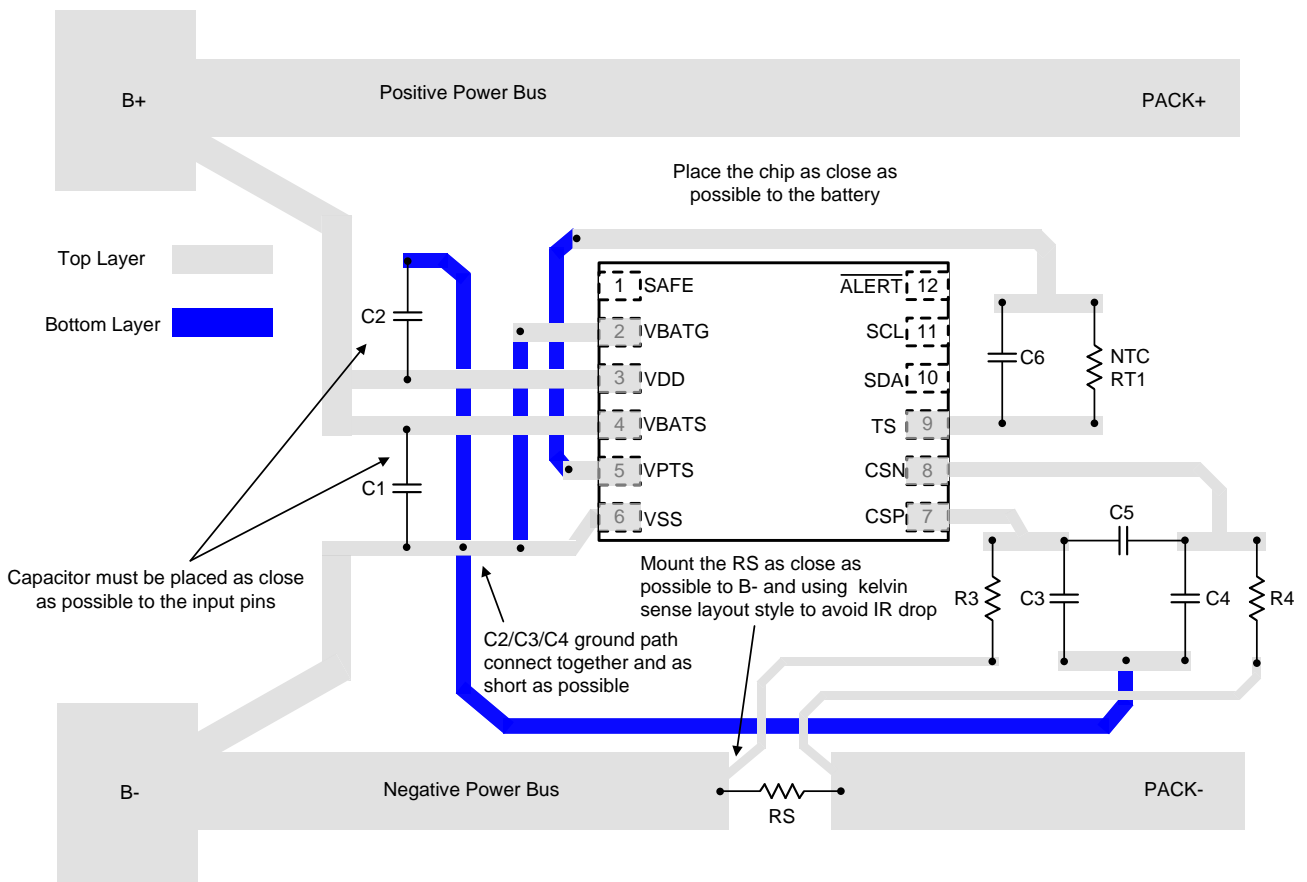 B+
Positive Power Bus
PACK+
Place the chip as close as
possible to the battery
Top Layer
Bottom Layer
C2
C1
1 SAFE
2 VBATG
3 VDD
4 VBATS
5 VPTS
6 VSS
ALERT 12
SCL 11
SDA 10
TS 9
CSN 8
CSP 7
C6
NTC
RT1
C5
R3
C3
C4
R4
Capacitor must be placed as close
as possible to the input pins
C2/C3/C4 ground path
connect together and as
short as possible
Mount the RS as close as
possible to B- and using kelvin
sense layout style to avoid IR drop
B-
Negative Power Bus
RS
PACK-